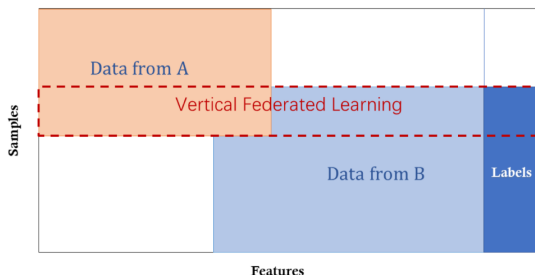 Data from A
Vertical Federated Learning
Samples
Data from B
Labels
Features